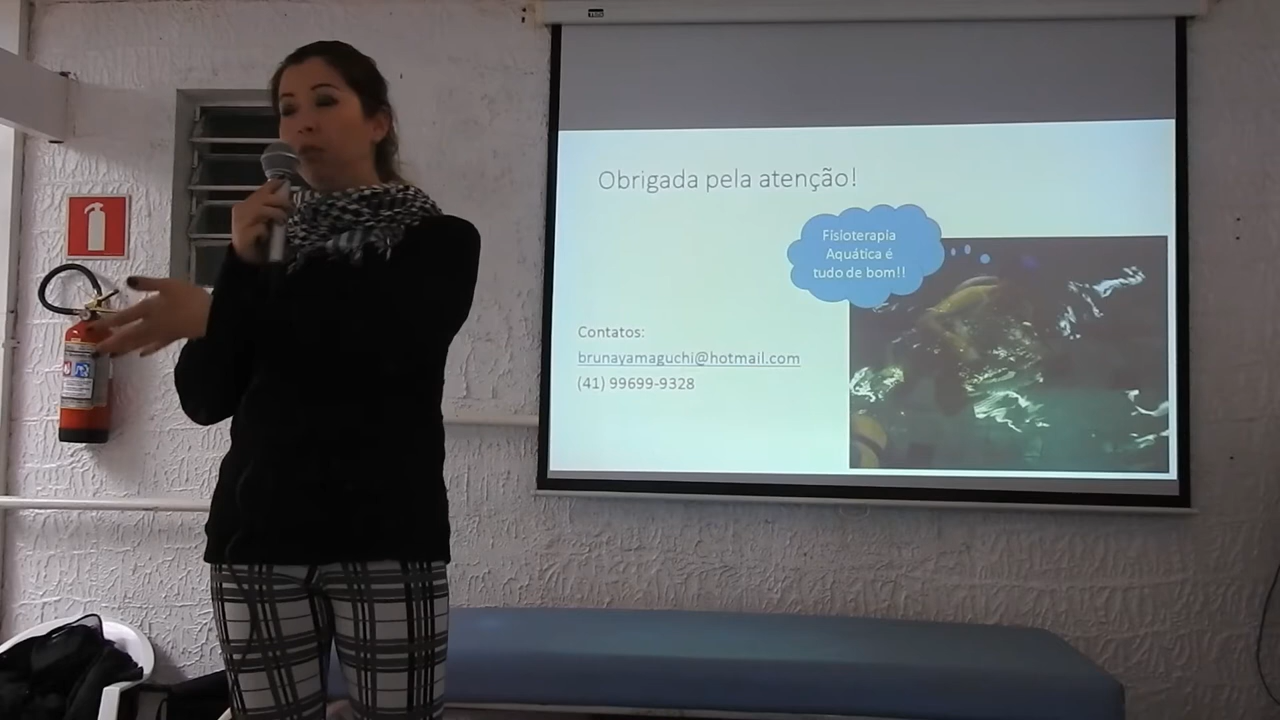 Obrigada pela atenção!
Fisioterapia
Aquática é
tudo de bom!!
Contatos:
brunayamaguchi@hotmail.com
(41) 99699-9328